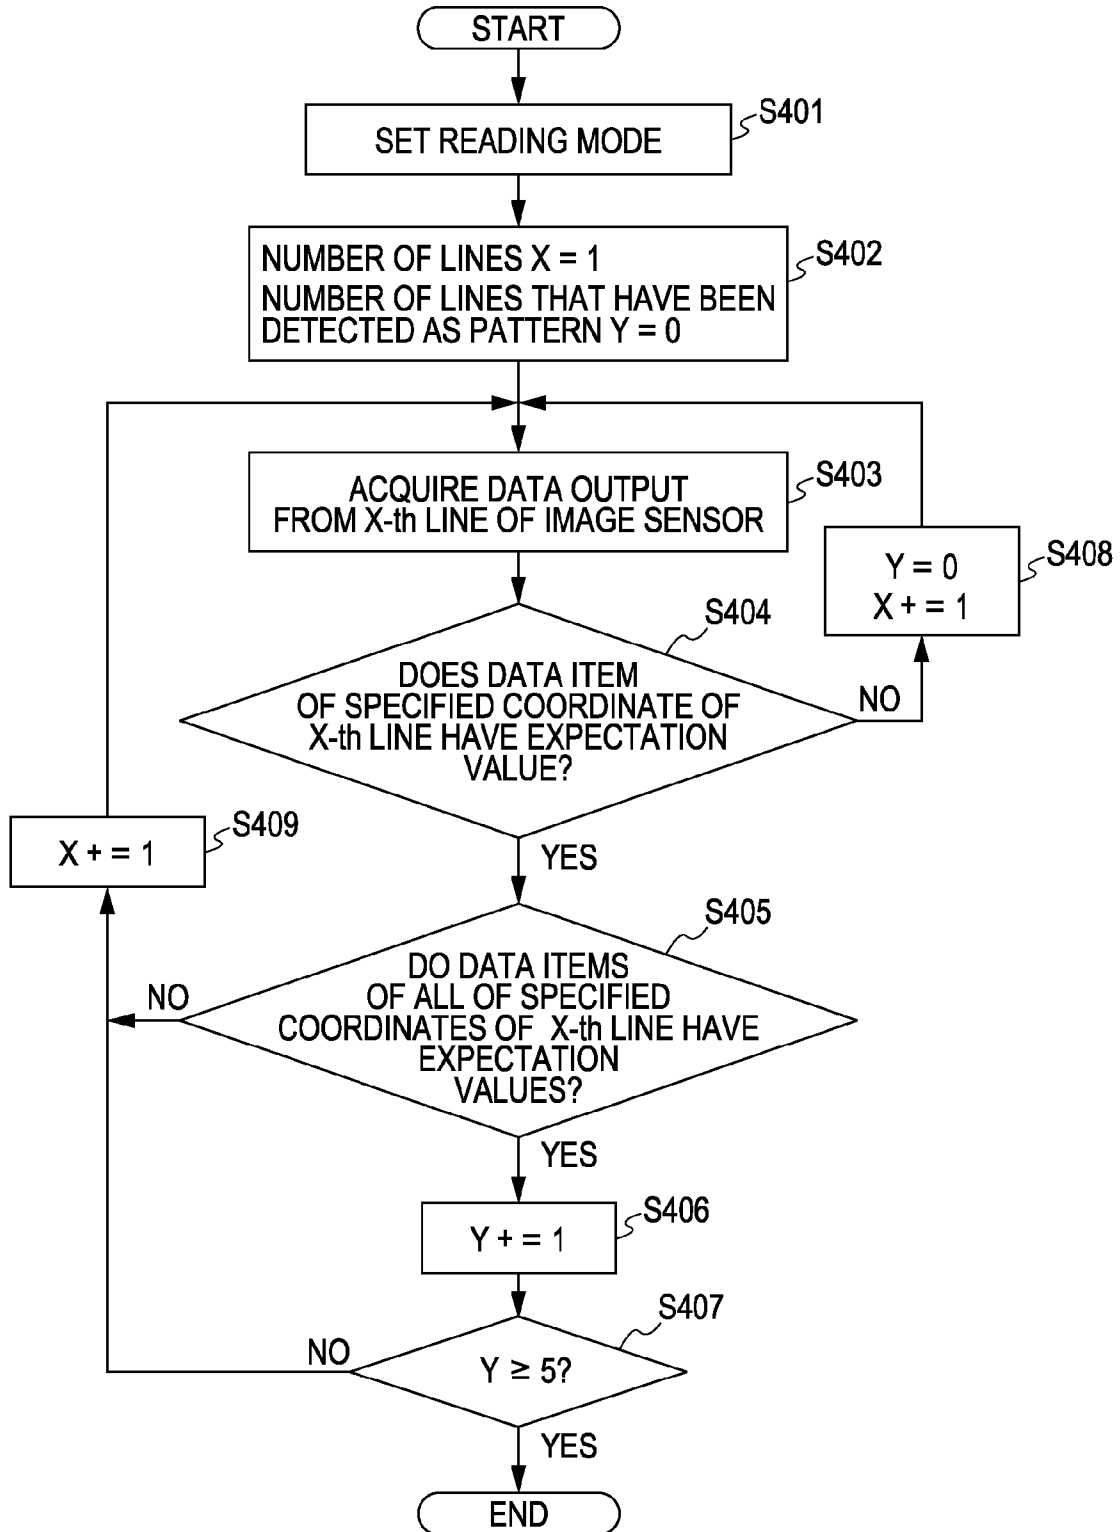 START
S401
SET READING MODE
S402
NUMBER OF LINES X = 1
NUMBER OF LINES THAT HAVE BEEN
DETECTED AS PATTERN Y = 0
S403
ACQUIRE DATA OUTPUT
FROM X-th LINE OF IMAGE SENSOR
S408
Y = 0
X + = 1
S404
DOES DATA ITEM
OF SPECIFIED COORDINATE OF
X-th LINE HAVE EXPECTATION
VALUE?
NO
S409
X + = 1
YES
S405
DO DATA ITEMS
OF ALL OF SPECIFIED
COORDINATES OF X-th LINE HAVE
EXPECTATION
VALUES?
NO
YES
S406
Y + = 1
S407
Y ≥ 5?
NO
YES
END